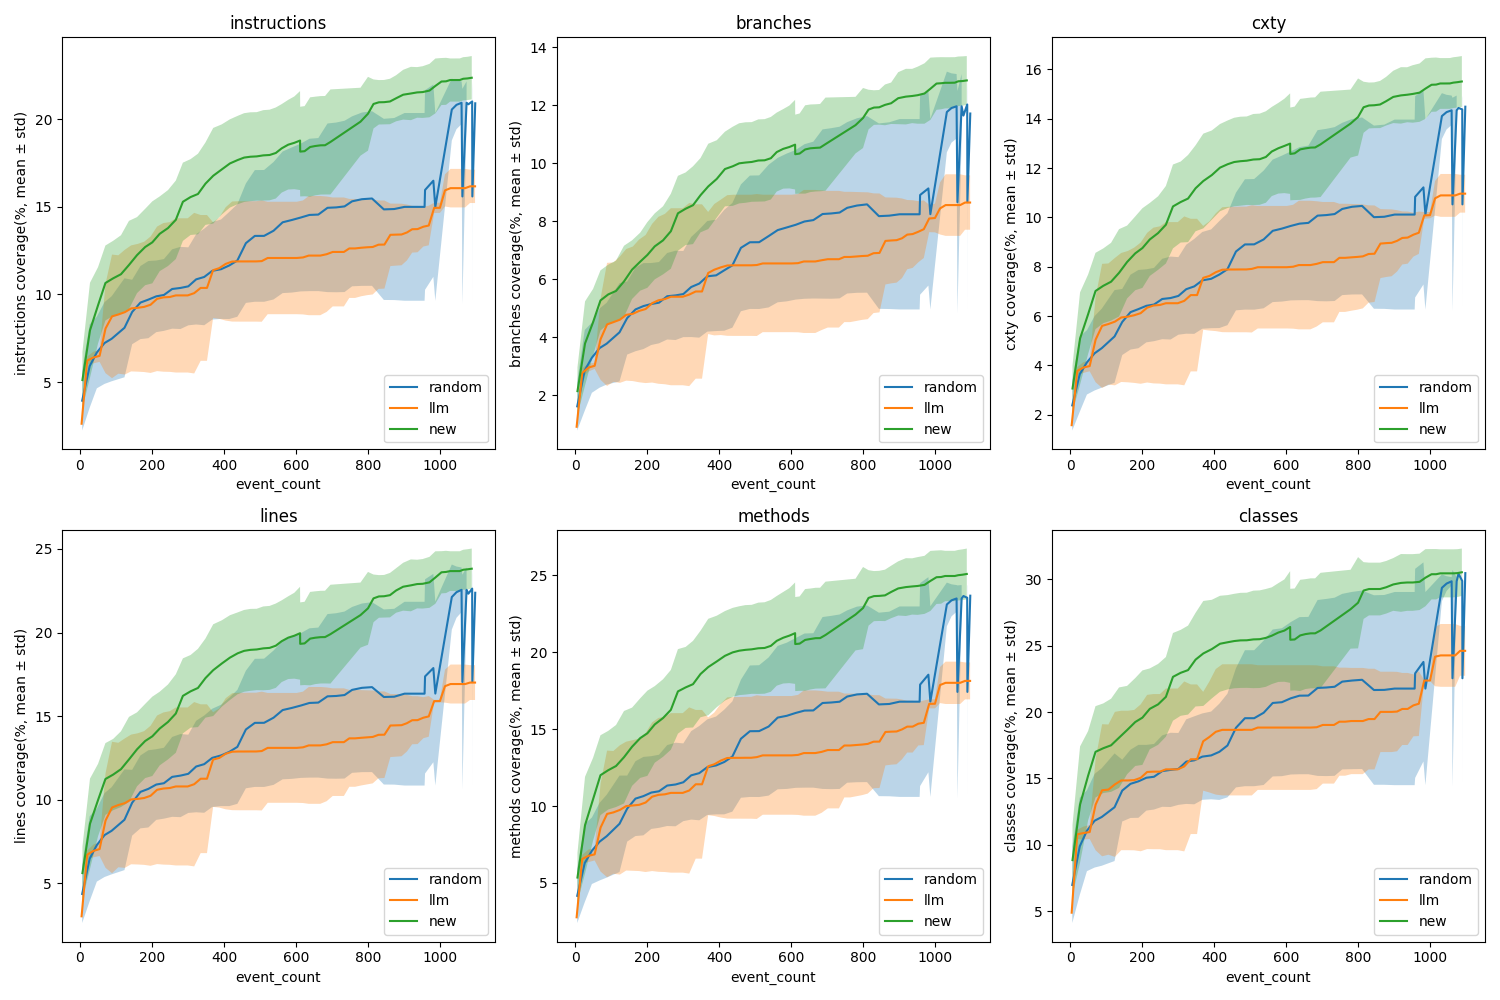 instructions
instructions coverage(%, mean ± std)
20
15
10
5
0 200 400 600 800 1000
event_count
random
llm
new
branches
branches coverage(%, mean ± std)
14
12
10
8
6
4
2
0 200 400 600 800 1000
event_count
random
llm
new
cxty
cxty coverage(%, mean ± std)
16
14
12
10
8
6
4
2
0 200 400 600 800 1000
event_count
random
llm
new
lines
lines coverage(%, mean ± std)
25
20
15
10
5
0 200 400 600 800 1000
event_count
random
llm
new
methods
methods coverage(%, mean ± std)
25
20
15
10
5
0 200 400 600 800 1000
event_count
random
llm
new
classes
classes coverage(%, mean ± std)
30
25
20
15
10
5
0 200 400 600 800 1000
event_count
random
llm
new